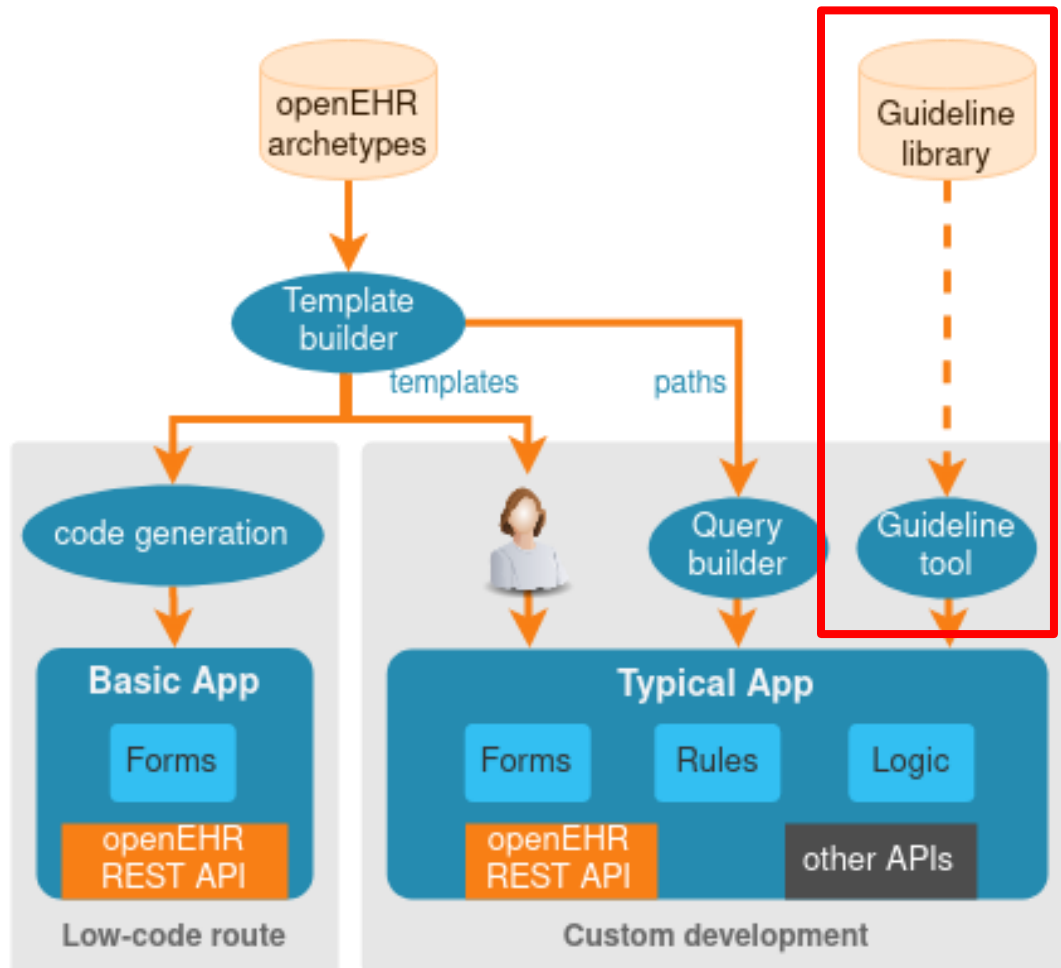 openEHR
archetypes
Guideline
library
Template
builder
templates
paths
code generation
Query
builder
Guideline
tool
Basic App
Forms
openEHR
REST API
Low-code route
Typical App
Forms
Rules
Logic
openEHR
REST API
other APIs
Custom development